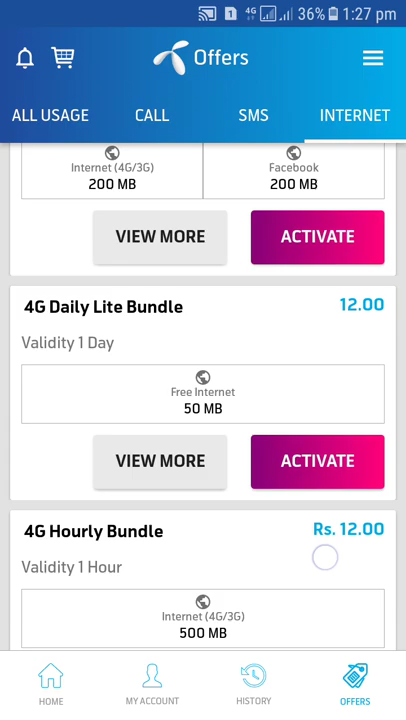 1 4G 36% 1:27 pm
Offers
ALL USAGE CALL SMS INTERNET
Internet (4G/3G) Facebook
200 MB 200 MB
VIEW MORE ACTIVATE
4G Daily Lite Bundle 12.00
Validity 1 Day
Free Internet
50 MB
VIEW MORE ACTIVATE
4G Hourly Bundle Rs. 12.00
Validity 1 Hour
Internet (4G/3G)
500 MB
HOME MY ACCOUNT HISTORY OFFERS